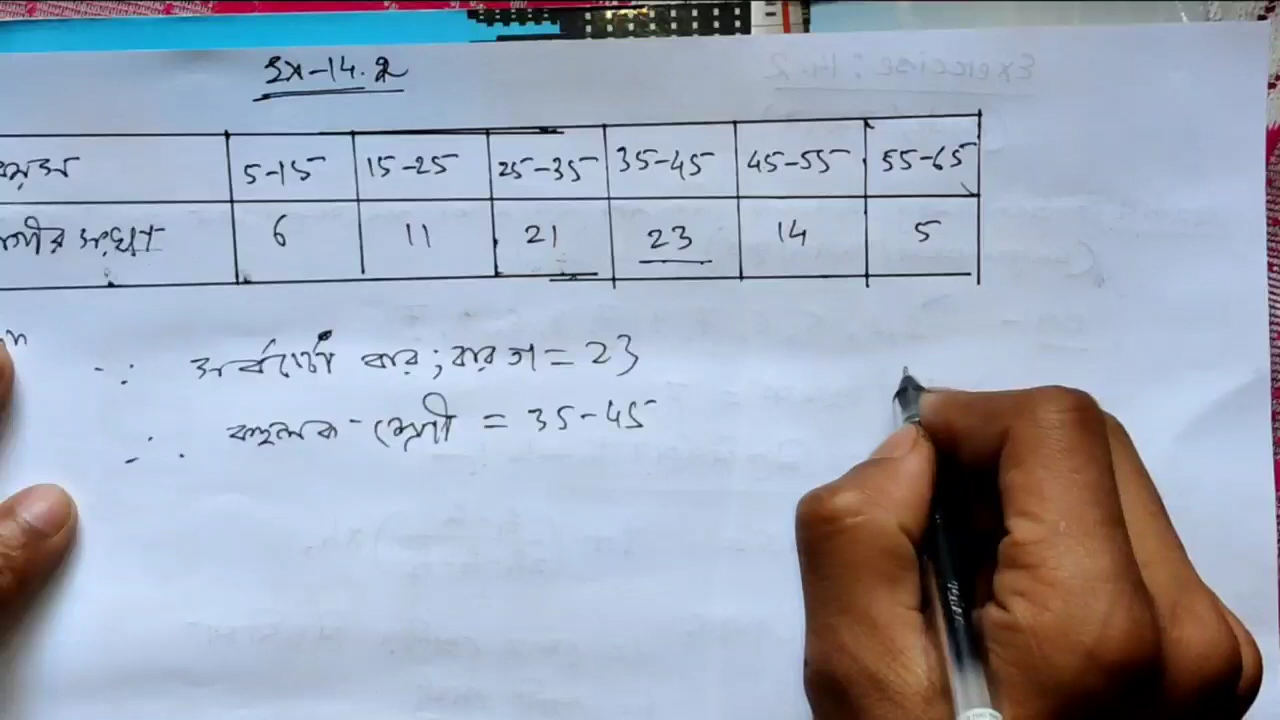 Ex-14.2
বয়স 5-15 15-25 25-35 35-45 45-55 55-65
সংখ্যা 6 11 21 23 14 5
∵ সর্বোচ্চ বাৰংবাৰতা = 23
∴ বহুলক-শ্ৰেণী = 35-45